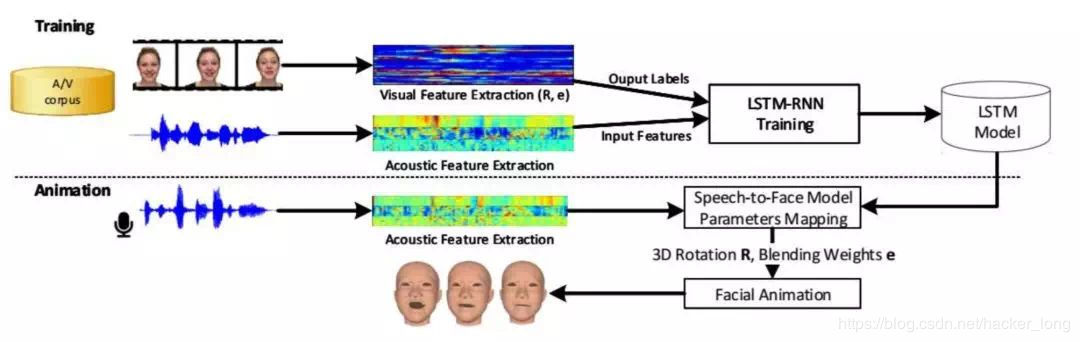 Training
A/V
corpus
Visual Feature Extraction (R, e)
Ouput Labels
Input Features
LSTM-RNN
Training
LSTM
Model
Acoustic Feature Extraction
Animation
Acoustic Feature Extraction
Speech-to-Face Model
Parameters Mapping
3D Rotation R, Blending Weights e
Facial Animation
https://blog.csdn.net/hacker_long